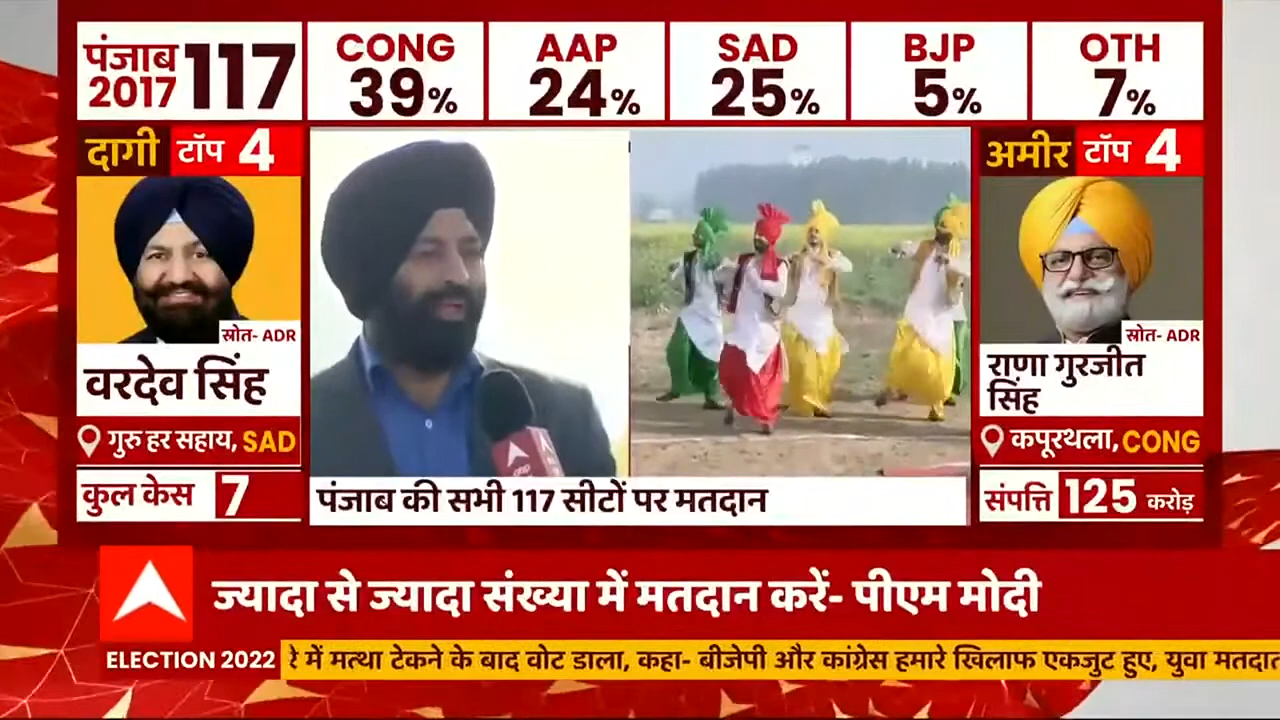 पंजाब 2017 117
CONG 39%
AAP 24%
SAD 25%
BJP 5%
OTH 7%
दागी टॉप 4
स्रोत- ADR
वरदेव सिंह
गुरु हर सहाय, SAD
कुल केस 7
पंजाब की सभी 117 सीटों पर मतदान
अमीर टॉप 4
स्रोत- ADR
राणा गुरजीत
सिंह
कपूरथला, CONG
संपत्ति 125 करोड़
ज्यादा से ज्यादा संख्या में मतदान करें- पीएम मोदी
ELECTION 2022
रे में मत्था टेकने के बाद वोट डाला, कहा- बीजेपी और कांग्रेस हमारे खिलाफ एकजुट हुए, युवा मतदात